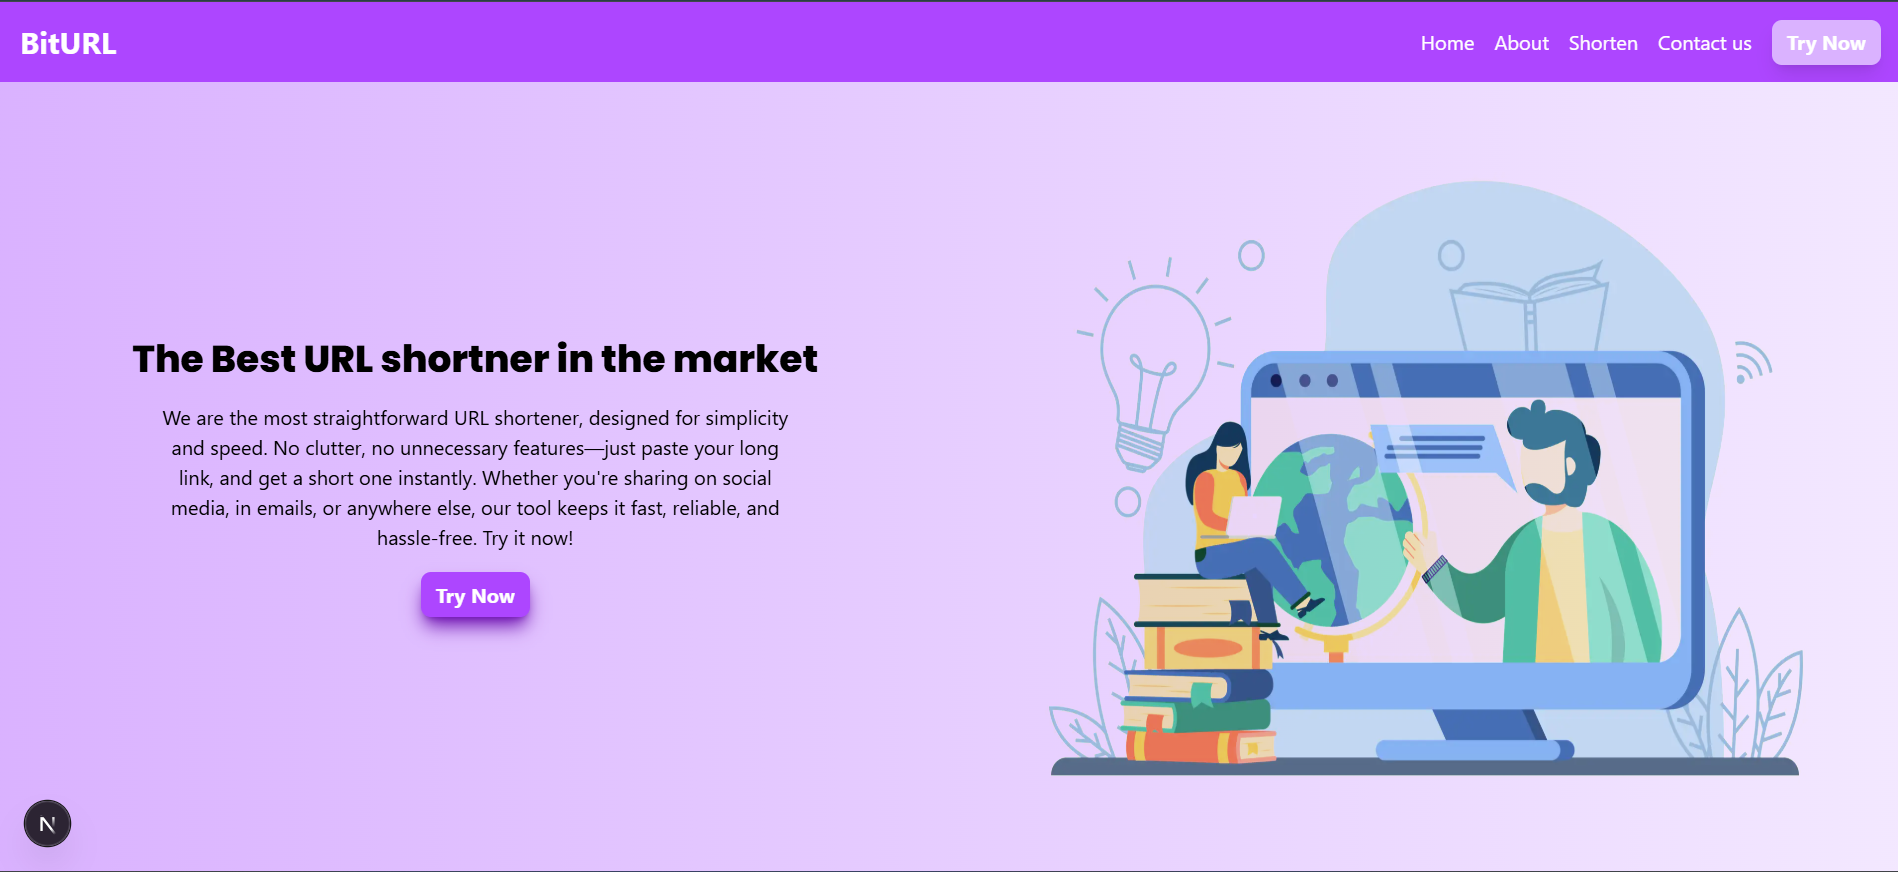 BitURL
Home About Shorten Contact us Try Now
The Best URL shortner in the market
We are the most straightforward URL shortener, designed for simplicity
and speed. No clutter, no unnecessary features—just paste your long
link, and get a short one instantly. Whether you're sharing on social
media, in emails, or anywhere else, our tool keeps it fast, reliable, and
hassle-free. Try it now!
Try Now
N